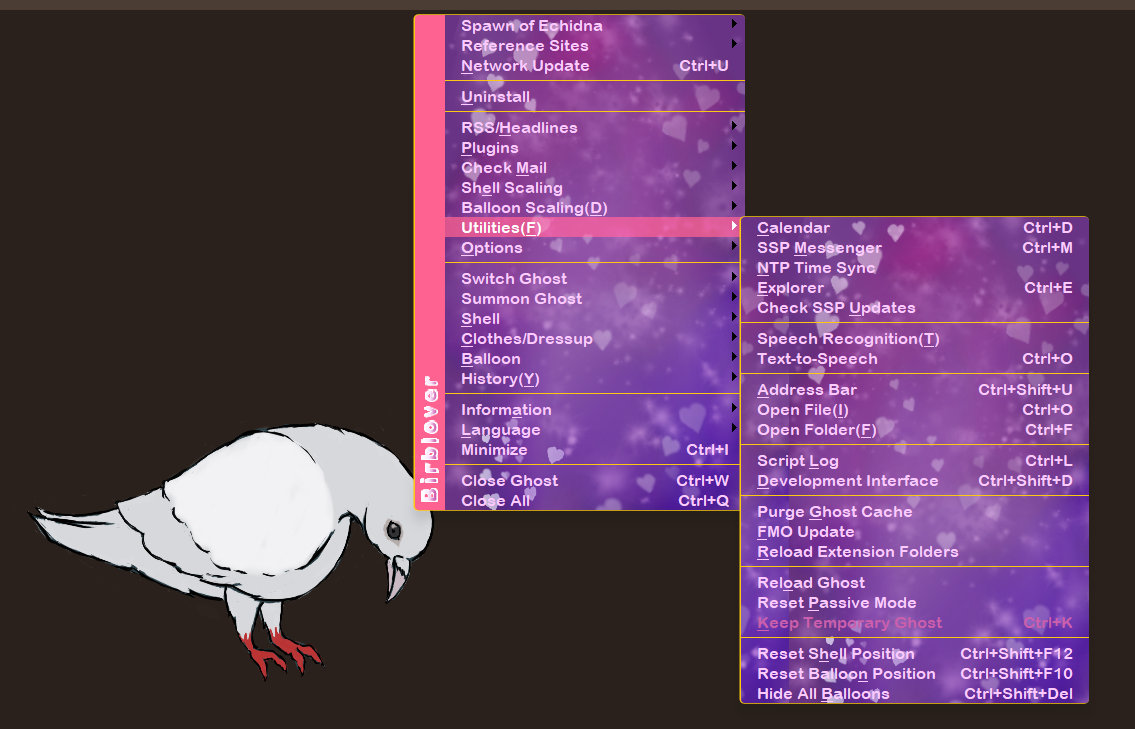 Spawn of Echidna
Reference Sites
Network Update Ctrl+U
Uninstall
RSS/Headlines
Plugins
Check Mail
Shell Scaling
Balloon Scaling(D)
Utilities(F)
Options
Switch Ghost
Summon Ghost
Shell
Clothes/Dressup
Balloon
History(Y)
Information
Language
Minimize Ctrl+I
Close Ghost Ctrl+W
Close All Ctrl+Q
Birblover
Calendar Ctrl+D
SSP Messenger Ctrl+M
NTP Time Sync
Explorer Ctrl+E
Check SSP Updates
Speech Recognition(T)
Text-to-Speech Ctrl+O
Address Bar Ctrl+Shift+U
Open File(I) Ctrl+O
Open Folder(F) Ctrl+F
Script Log Ctrl+L
Development Interface Ctrl+Shift+D
Purge Ghost Cache
FMO Update
Reload Extension Folders
Reload Ghost
Reset Passive Mode
Keep Temporary Ghost Ctrl+K
Reset Shell Position Ctrl+Shift+F12
Reset Balloon Position Ctrl+Shift+F10
Hide All Balloons Ctrl+Shift+Del